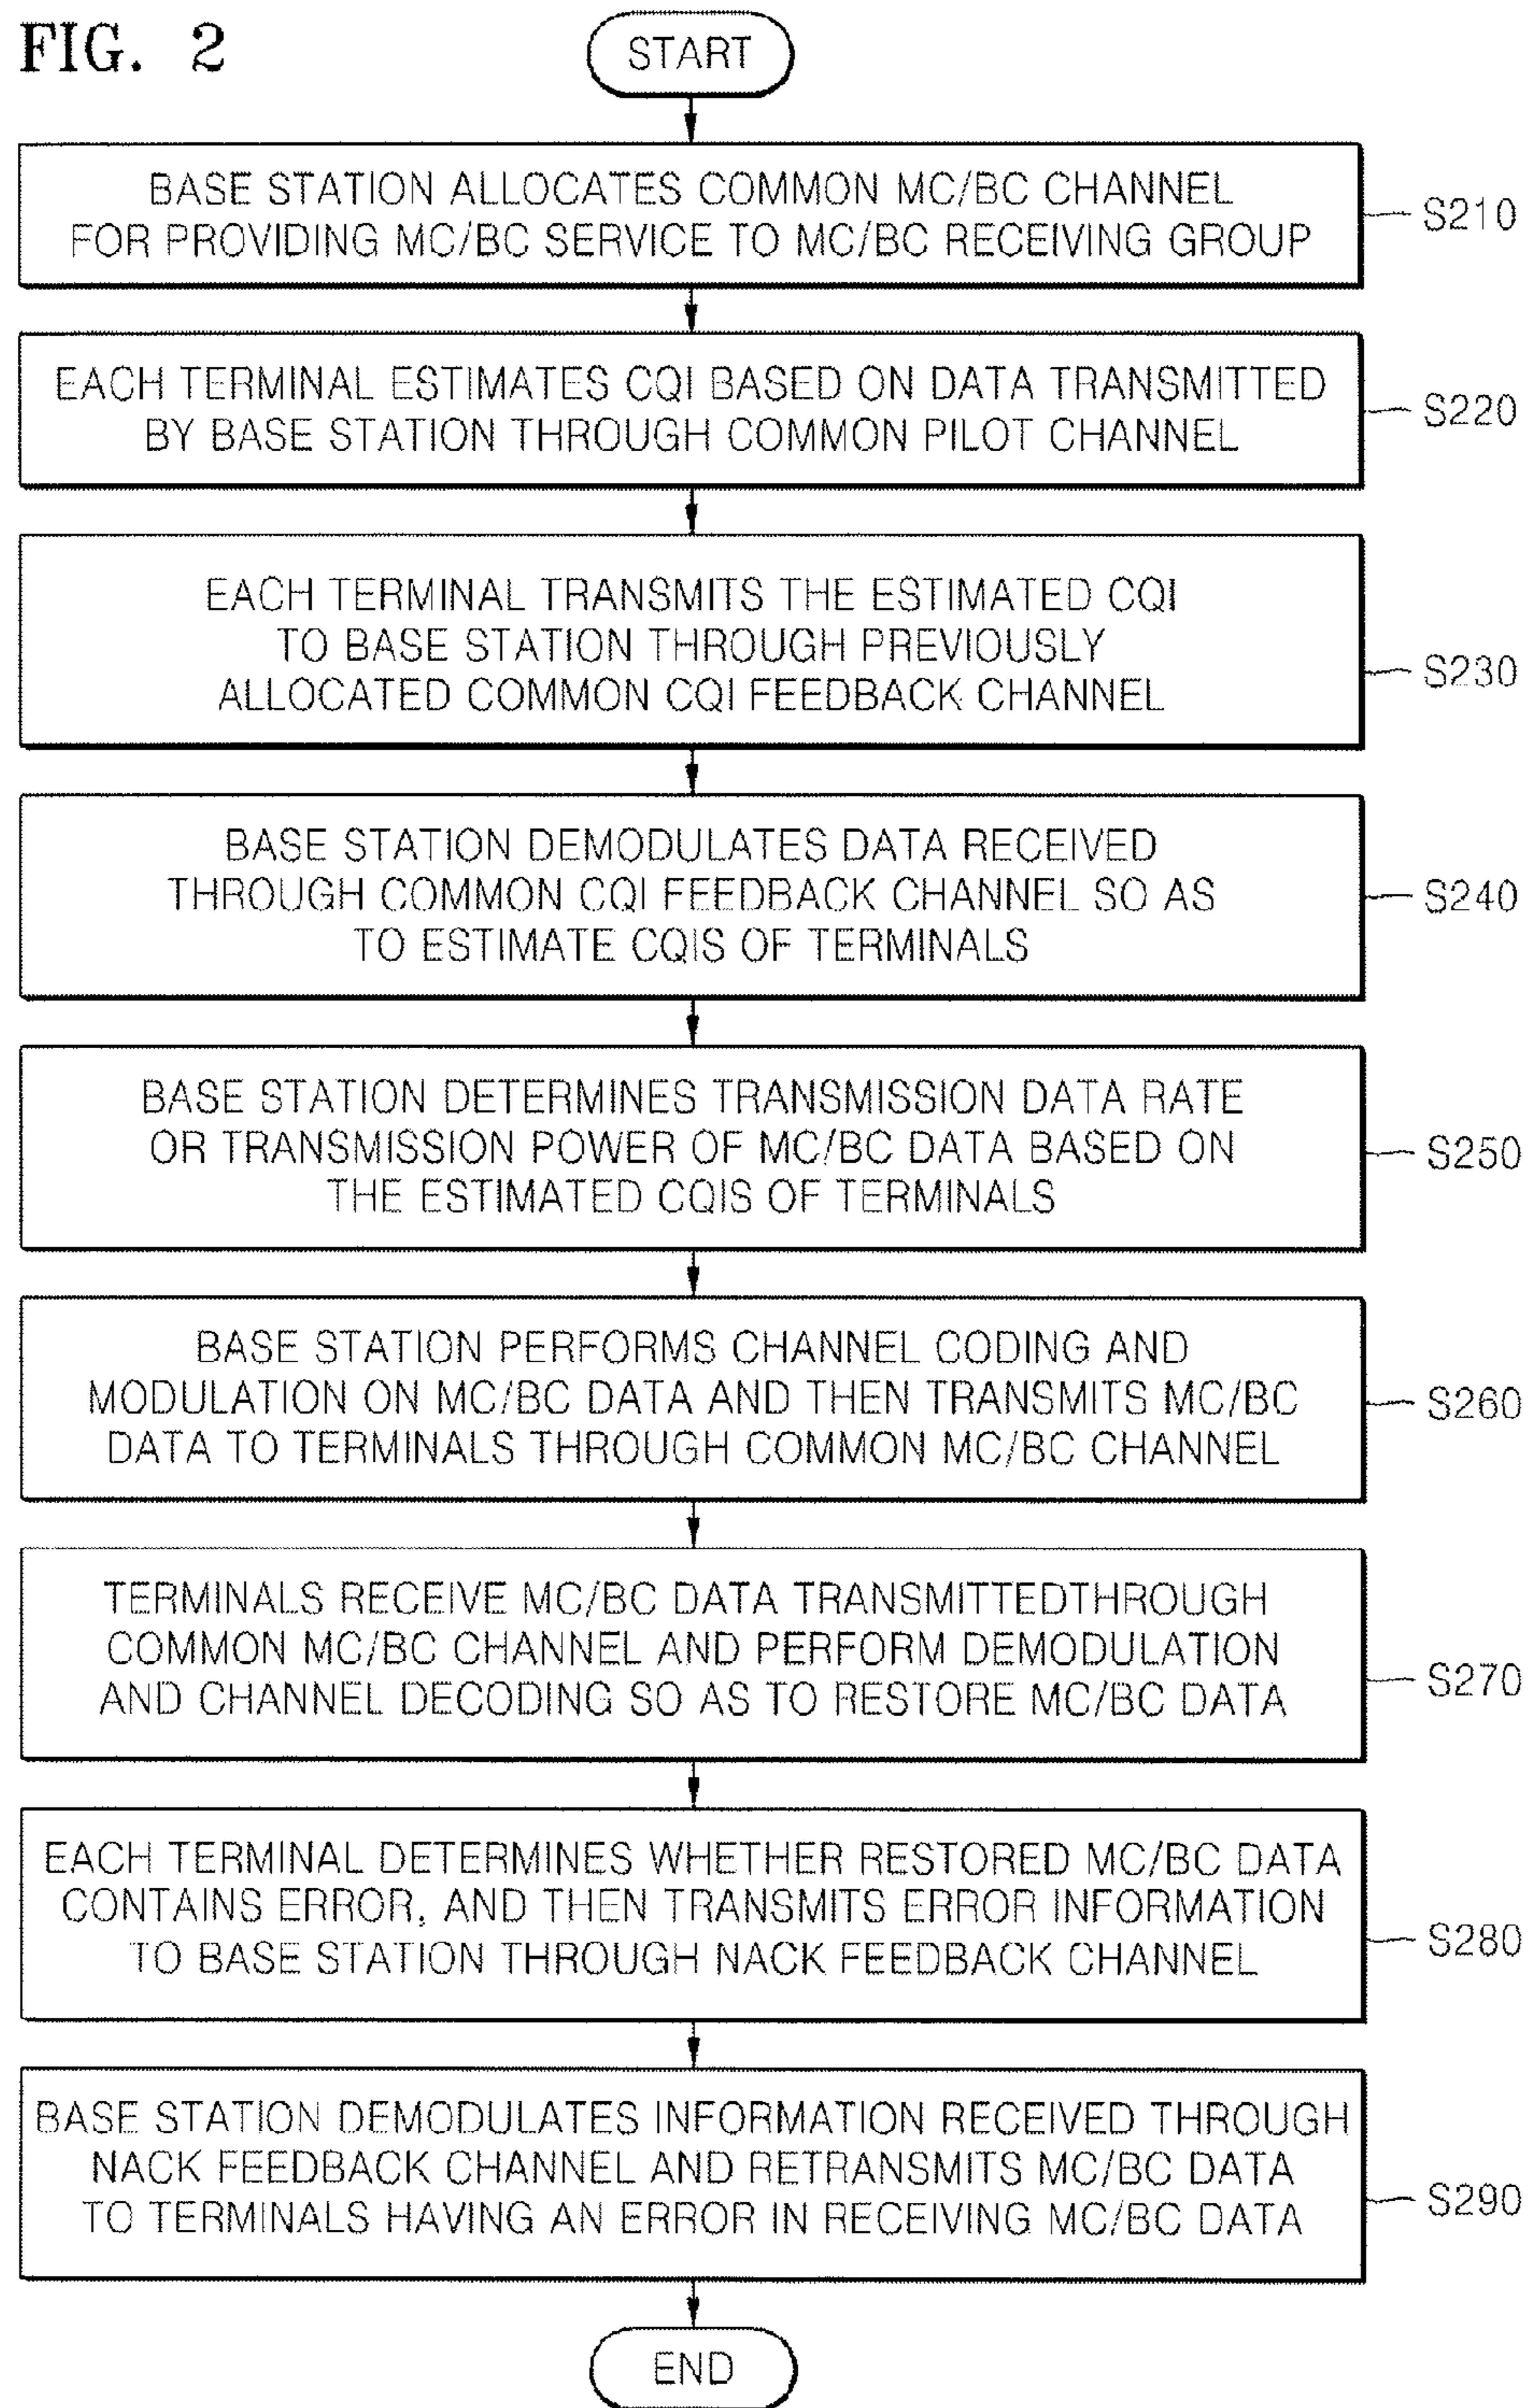 FIG. 2
START
BASE STATION ALLOCATES COMMON MC/BC CHANNEL
FOR PROVIDING MC/BC SERVICE TO MC/BC RECEIVING GROUP
S210
EACH TERMINAL ESTIMATES CQI BASED ON DATA TRANSMITTED
BY BASE STATION THROUGH COMMON PILOT CHANNEL
S220
EACH TERMINAL TRANSMITS THE ESTIMATED CQI
TO BASE STATION THROUGH PREVIOUSLY
ALLOCATED COMMON CQI FEEDBACK CHANNEL
S230
BASE STATION DEMODULATES DATA RECEIVED
THROUGH COMMON CQI FEEDBACK CHANNEL SO AS
TO ESTIMATE CQIS OF TERMINALS
S240
BASE STATION DETERMINES TRANSMISSION DATA RATE
OR TRANSMISSION POWER OF MC/BC DATA BASED ON
THE ESTIMATED CQIS OF TERMINALS
S250
BASE STATION PERFORMS CHANNEL CODING AND
MODULATION ON MC/BC DATA AND THEN TRANSMITS MC/BC
DATA TO TERMINALS THROUGH COMMON MC/BC CHANNEL
S260
TERMINALS RECEIVE MC/BC DATA TRANSMITTEDTHROUGH
COMMON MC/BC CHANNEL AND PERFORM DEMODULATION
AND CHANNEL DECODING SO AS TO RESTORE MC/BC DATA
S270
EACH TERMINAL DETERMINES WHETHER RESTORED MC/BC DATA
CONTAINS ERROR, AND THEN TRANSMITS ERROR INFORMATION
TO BASE STATION THROUGH NACK FEEDBACK CHANNEL
S280
BASE STATION DEMODULATES INFORMATION RECEIVED THROUGH
NACK FEEDBACK CHANNEL AND RETRANSMITS MC/BC DATA
TO TERMINALS HAVING AN ERROR IN RECEIVING MC/BC DATA
S290
END